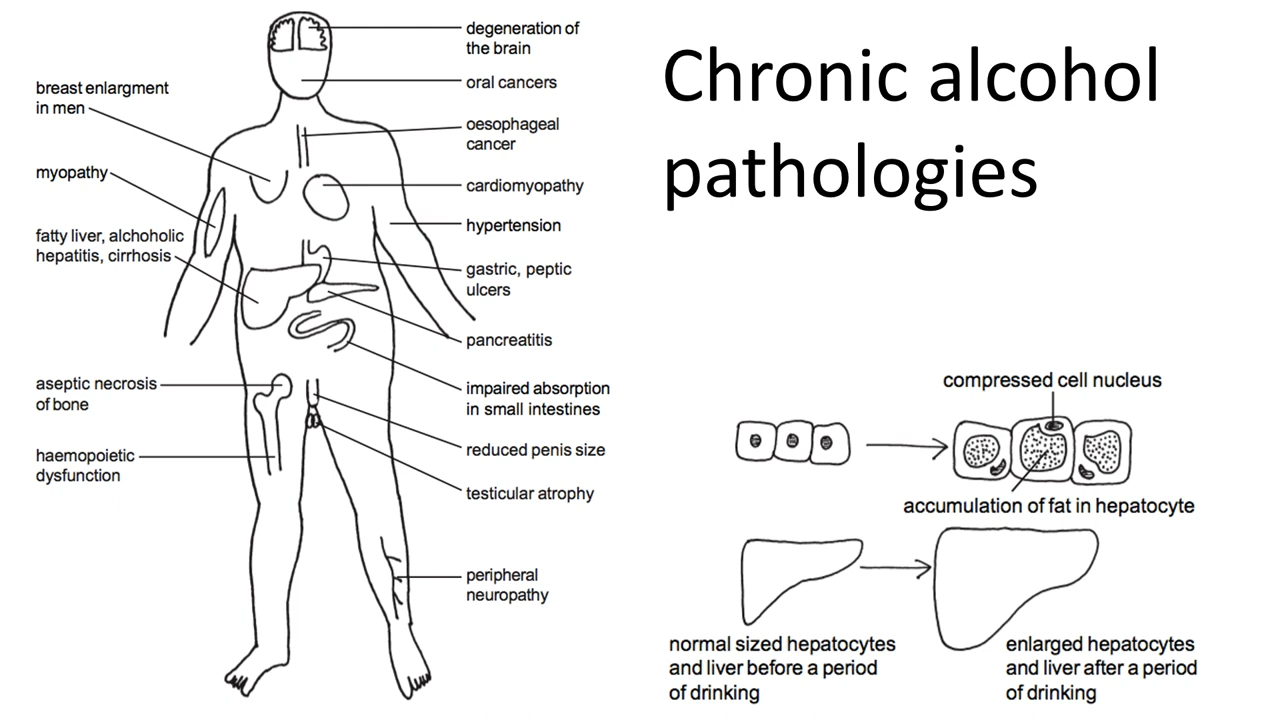 Chronic alcohol
pathologies
degeneration of
the brain
oral cancers
oesophageal
cancer
cardiomyopathy
hypertension
gastric, peptic
ulcers
pancreatitis
impaired absorption
in small intestines
reduced penis size
testicular atrophy
peripheral
neuropathy
breast enlargment
in men
myopathy
fatty liver, alchoholic
hepatitis, cirrhosis
aseptic necrosis
of bone
haemopoietic
dysfunction
compressed cell nucleus
accumulation of fat in hepatocyte
normal sized hepatocytes
and liver before a period
of drinking
enlarged hepatocytes
and liver after a period
of drinking